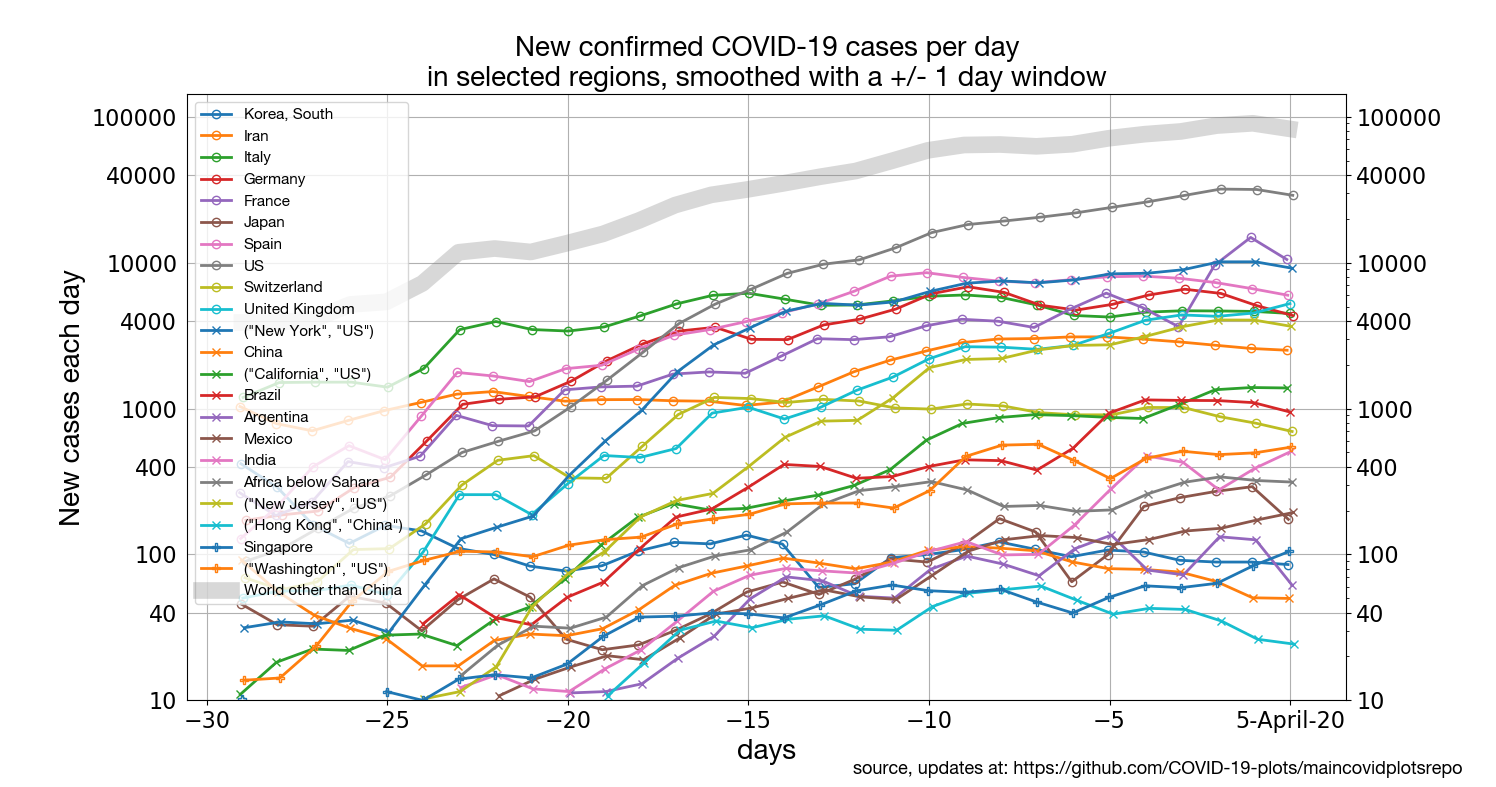 New confirmed COVID-19 cases per day
in selected regions, smoothed with a +/- 1 day window
New cases each day
100000
40000
10000
4000
1000
400
100
40
10
Korea, South
Iran
Italy
Germany
France
Japan
Spain
US
Switzerland
United Kingdom
("New York", "US")
China
("California", "US")
Brazil
Argentina
Mexico
India
Africa below Sahara
("New Jersey", "US")
("Hong Kong", "China")
Singapore
("Washington", "US")
World other than China
100000
40000
10000
4000
1000
400
100
40
10
−30 −25 −20 −15 −10 −5 5-April-20
days
source, updates at: https://github.com/COVID-19-plots/maincovidplotsrepo